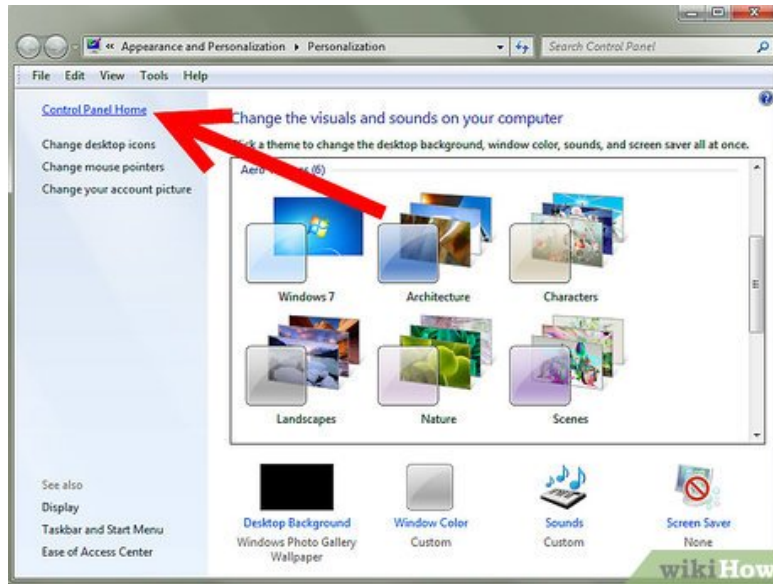 « Appearance and Personalization ▸ Personalization
Search Control Panel
File Edit View Tools Help
Control Panel Home
Change desktop icons
Change mouse pointers
Change your account picture
Change the visuals and sounds on your computer
a theme to change the desktop background, window color, sounds, and screen saver all at once.
Aero (6)
Windows 7
Architecture
Characters
Landscapes
Nature
Scenes
See also
Display
Taskbar and Start Menu
Ease of Access Center
Desktop Background
Windows Photo Gallery
Wallpaper
Window Color
Custom
Sounds
Custom
Screen Saver
None
wikiHow